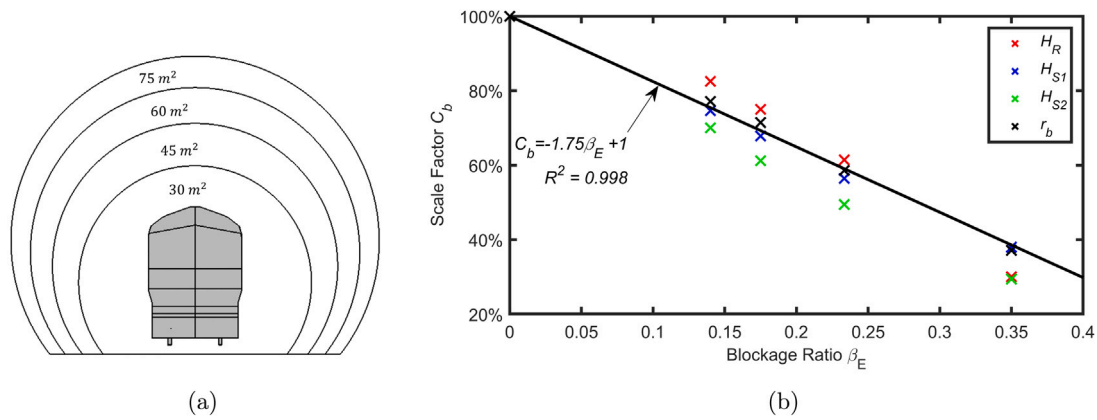 75 m²
60 m²
45 m²
30 m²
(a)
100%
80%
60%
40%
20%
Scale Factor C_b
C_b=-1.75β_E +1
R² = 0.998
H_R
H_S1
H_S2
r_b
0 0.05 0.1 0.15 0.2 0.25 0.3 0.35 0.4
Blockage Ratio β_E
(b)